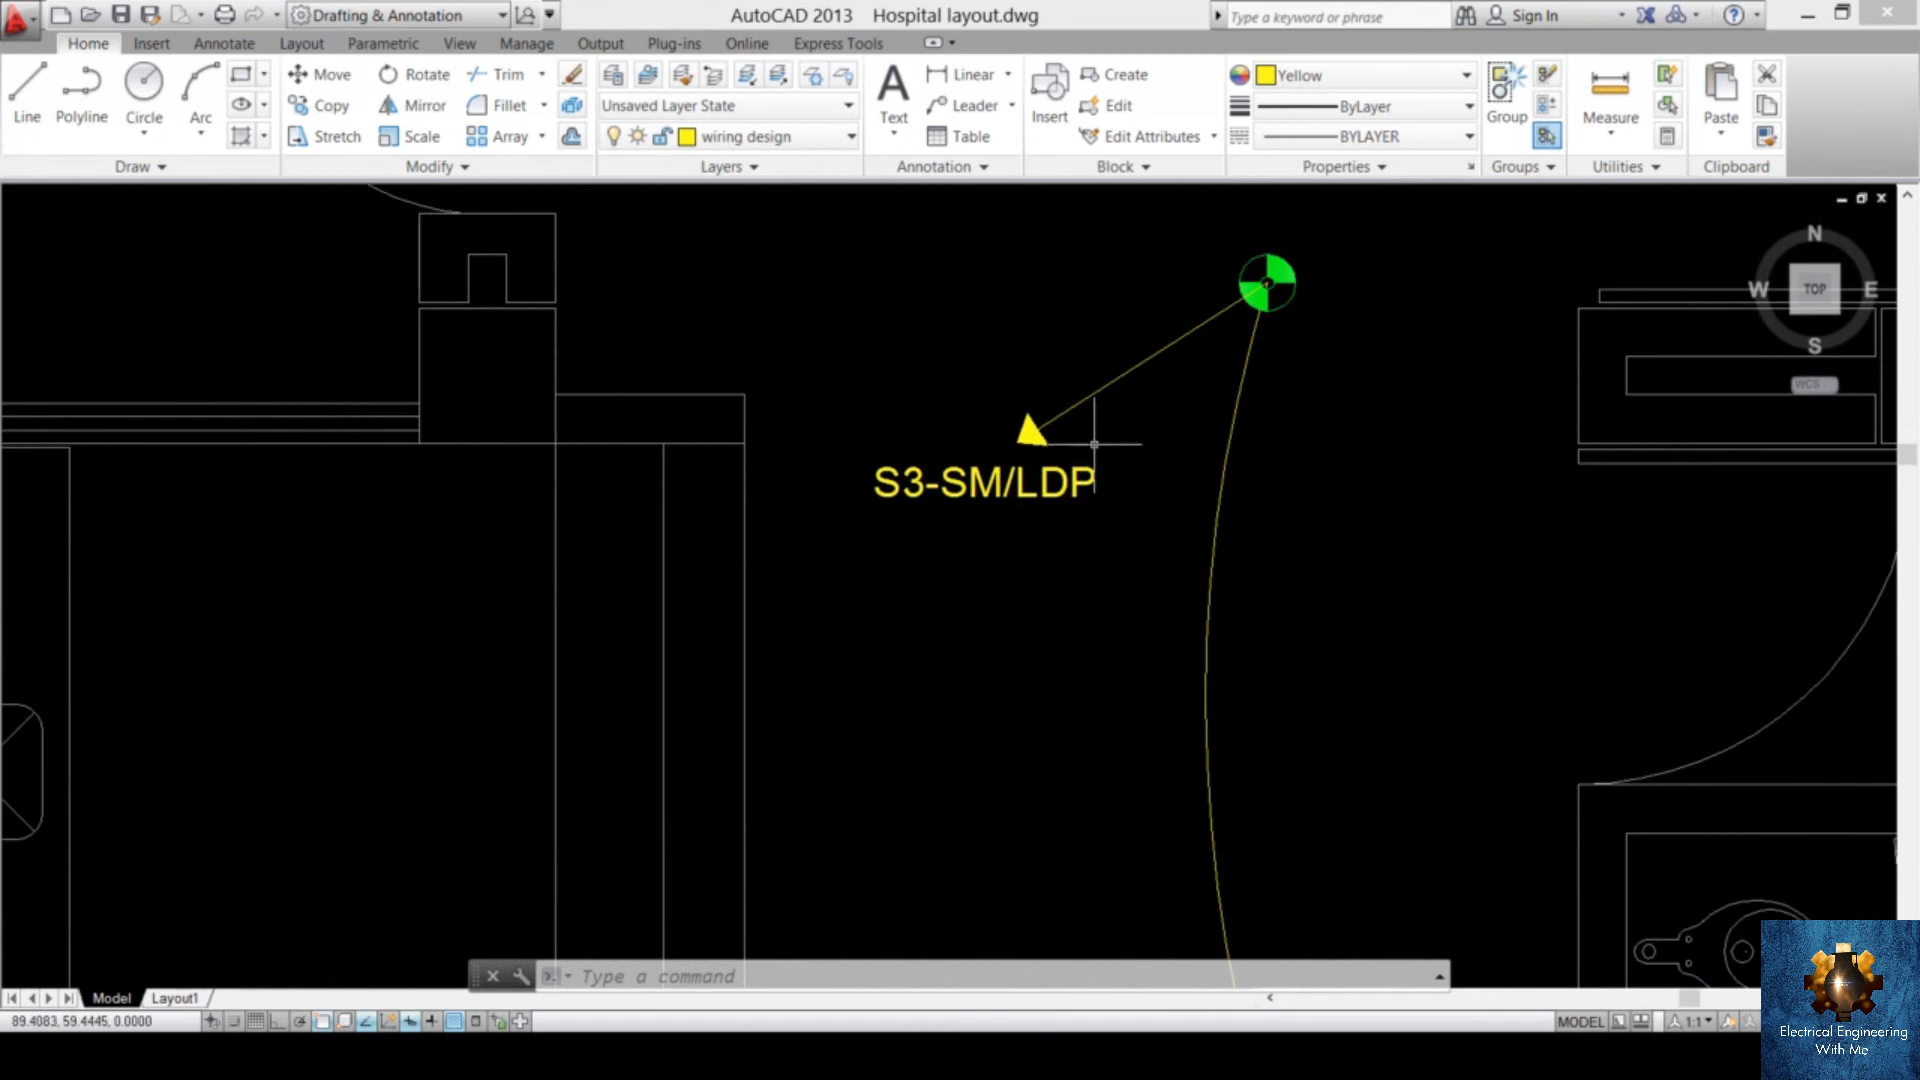 Drafting & Annotation
AutoCAD 2013 Hospital layout.dwg
Type a keyword or phrase
Sign In
Home Insert Annotate Layout Parametric View Manage Output Plug-ins Online Express Tools
Line Polyline Circle Arc
Move Rotate Trim
Copy Mirror Fillet
Stretch Scale Array
Unsaved Layer State
wiring design
Text
Linear
Leader
Table
Insert
Create
Edit
Edit Attributes
Yellow
ByLayer
BYLAYER
Group
Measure
Paste
Draw Modify Layers Annotation Block Properties Groups Utilities Clipboard
N
W TOP E
S
WCS
S3-SM/LDP
Type a command
Model Layout1
89.4083, 59.4445, 0.0000
MODEL
1:1
Electrical Engineering
With Me